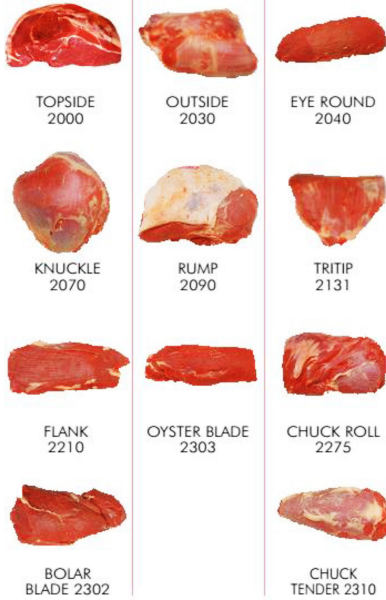 TOPSIDE
2000
OUTSIDE
2030
EYE ROUND
2040
KNUCKLE
2070
RUMP
2090
TRITIP
2131
FLANK
2210
OYSTER BLADE
2303
CHUCK ROLL
2275
BOLAR
BLADE 2302
CHUCK
TENDER 2310